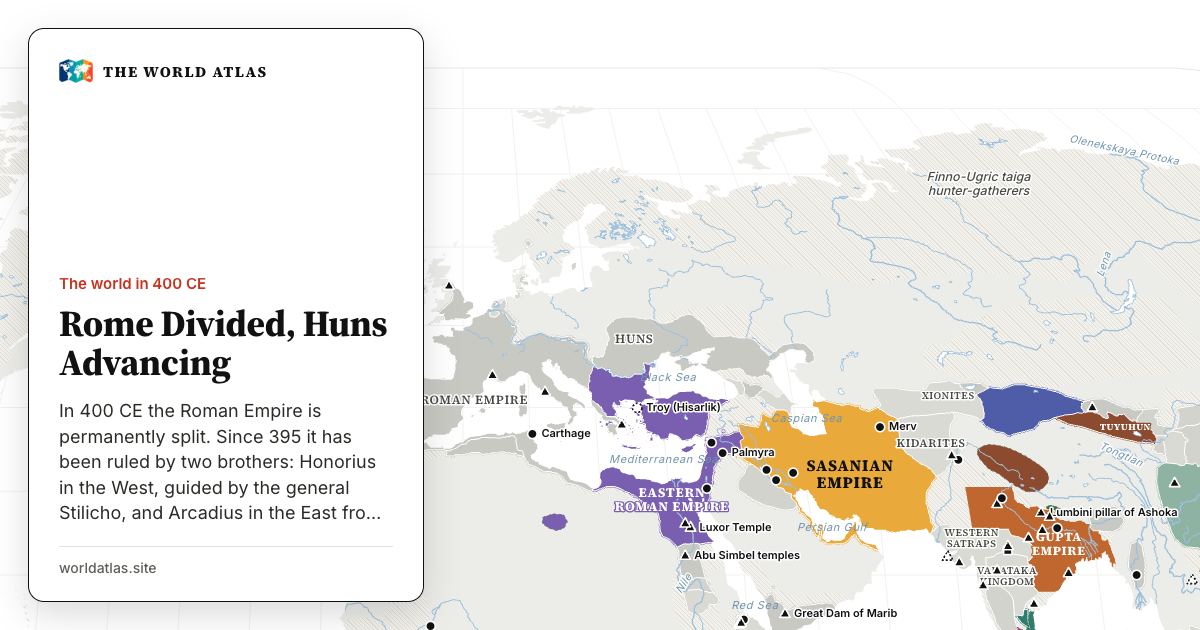 THE WORLD ATLAS
The world in 400 CE
Rome Divided, Huns
Advancing
In 400 CE the Roman Empire is
permanently split. Since 395 it has
been ruled by two brothers: Honorius
in the West, guided by the general
Stilicho, and Arcadius in the East fro...
worldatlas.site
Olenekskaya Protoka
Finno-Ugric taiga
hunter-gatherers
Lena
HUNS
Black Sea
ROMAN EMPIRE
XIONITES
Troy (Hisarlik)
Caspian Sea
TUYUHUN
Carthage
Merv
KIDARITES
Mediterranean
Palmyra
Tongtian
SASANIAN
EMPIRE
EASTERN
ROMAN EMPIRE
Luxor Temple
Persian Gulf
Lumbini pillar of Ashoka
WESTERN
SATRAPS
GUPTA
EMPIRE
Abu Simbel temples
Nile
KINGDOM
Red Sea
Great Dam of Marib